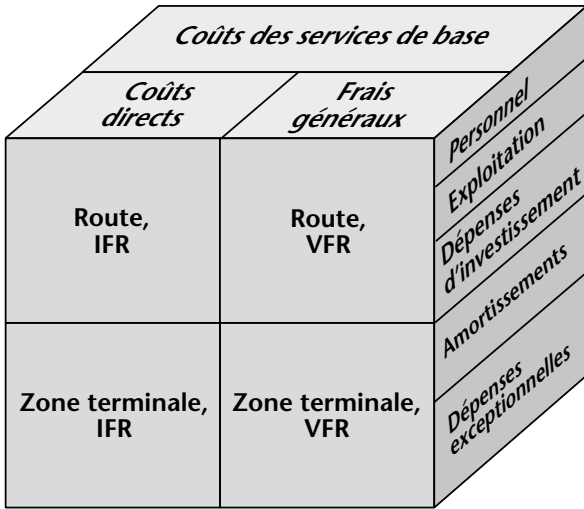 Coûts des services de base
Coûts
directs
Frais
généraux
Personnel
Exploitation
Dépenses
d'investissement
Amortissements
Dépenses
exceptionnelles
Route,
IFR
Route,
VFR
Zone terminale,
IFR
Zone terminale,
VFR